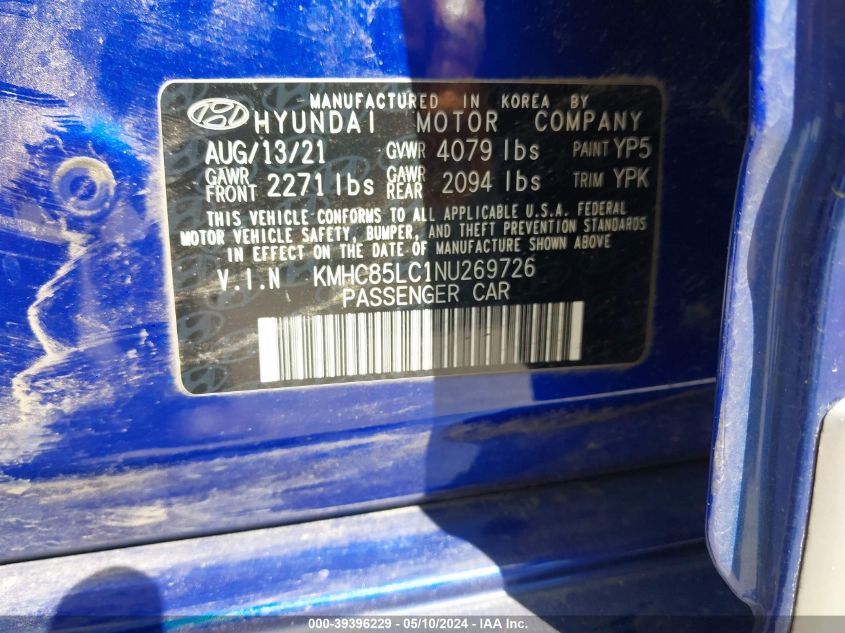 MANUFACTURED IN KOREA BY
HYUNDAI MOTOR COMPANY
AUG/13/21 GVWR 4079 lbs PAINT YP5
GAWR FRONT 2271 lbs GAWR REAR 2094 lbs TRIM YPK
THIS VEHICLE CONFORMS TO ALL APPLICABLE U.S.A. FEDERAL
MOTOR VEHICLE SAFETY, BUMPER, AND THEFT PREVENTION STANDARDS
IN EFFECT ON THE DATE OF MANUFACTURE SHOWN ABOVE
V.I.N KMHC85LC1NU269726
PASSENGER CAR
000-39396229 - 05/10/2024 - IAAI.COM